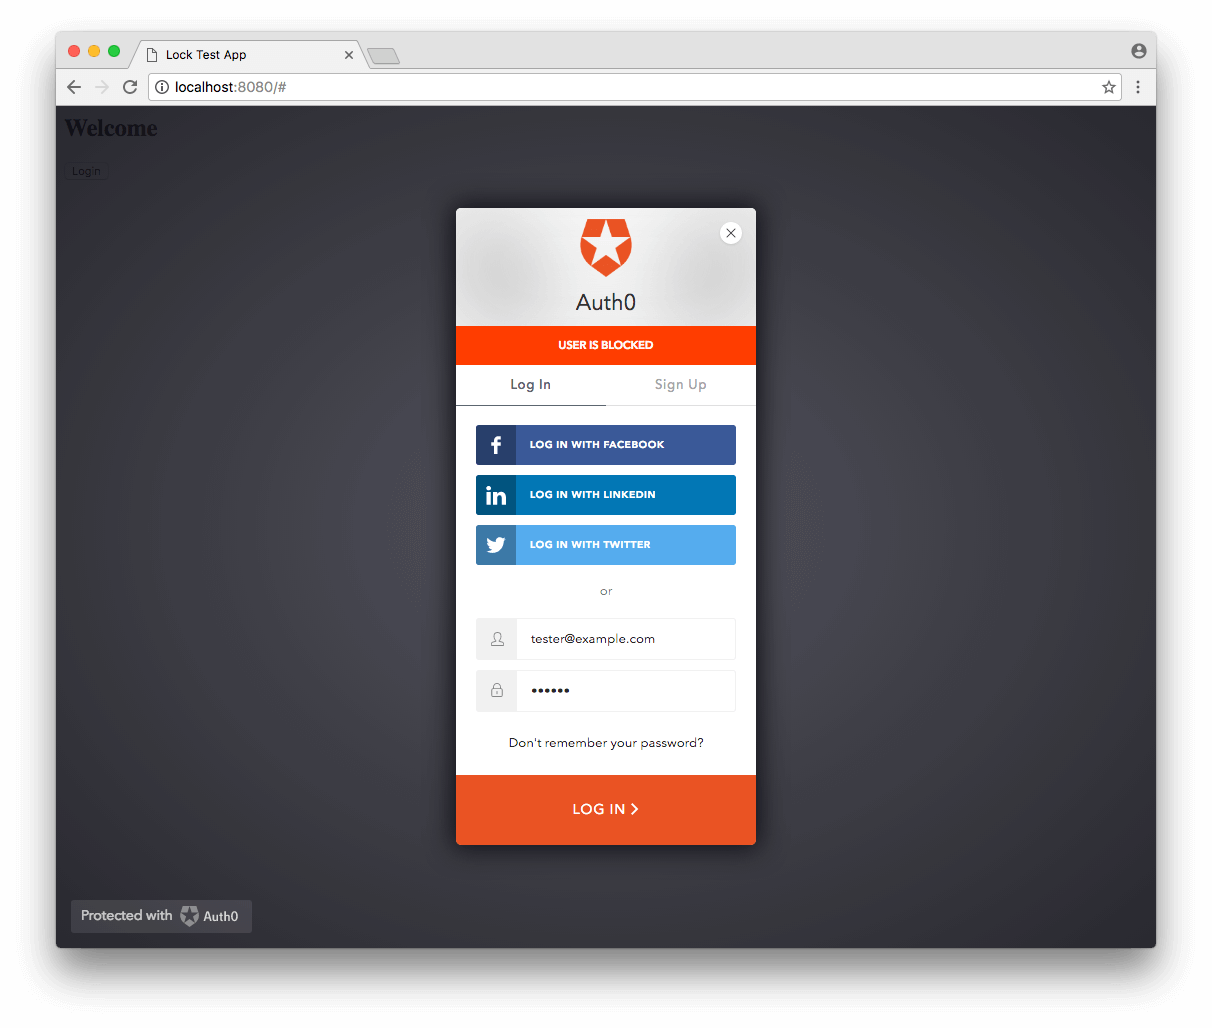 Lock Test App
localhost:8080/#
Welcome
Login
Auth0
USER IS BLOCKED
Log In
Sign Up
f
LOG IN WITH FACEBOOK
in
LOG IN WITH LINKEDIN
LOG IN WITH TWITTER
or
tester@example.com
••••••
Don't remember your password?
LOG IN >
Protected with Auth0